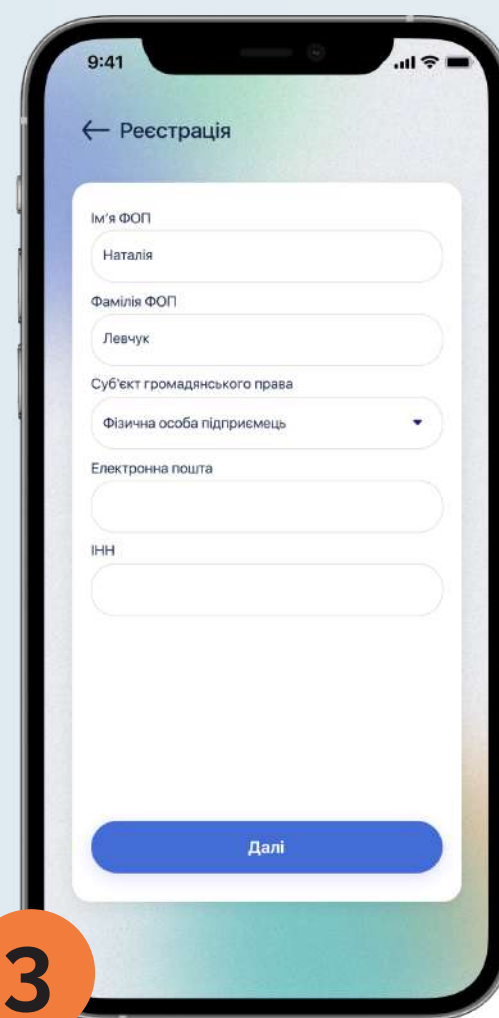 9:41
← Реєстрація
Ім'я ФОП
Наталія
Фамілія ФОП
Левчук
Суб'єкт громадянського права
Фізична особа підприємець
Електронна пошта
ІНН
Далі
3